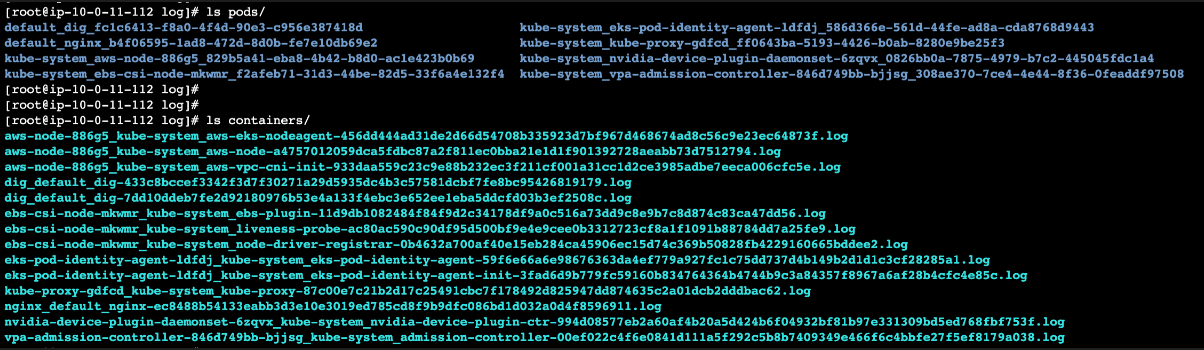 [root@ip-10-0-11-112 log]# ls pods/
default_dig_fc1c6413-f8a0-4f4d-90e3-c956e387418d kube-system_eks-pod-identity-agent-ldfdj_586d366e-561d-44fe-ad8a-cda8768d9443
default_nginx_b4f06595-1ad8-472d-8d0b-fe7e10db69e2 kube-system_kube-proxy-gdfcd_ff0643ba-5193-4426-b0ab-8280e9be25f3
kube-system_aws-node-886g5_829b5a41-eba8-4b42-b8d0-ac1e423b0b69 kube-system_nvidia-device-plugin-daemonset-6zqvx_0826bb0a-7875-4979-b7c2-445045fdc1a4
kube-system_ebs-csi-node-mkwmr_f2afeb71-31d3-44be-82d5-33f6a4e132f4 kube-system_vpa-admission-controller-846d749bb-bjjsg_308ae370-7ce4-4e44-8f36-0feaddf97508
[root@ip-10-0-11-112 log]#
[root@ip-10-0-11-112 log]#
[root@ip-10-0-11-112 log]# ls containers/
aws-node-886g5_kube-system_aws-eks-nodeagent-456dd444ad31de2d66d54708b335923d7bf967d468674ad8c56c9e23ec64873f.log
aws-node-886g5_kube-system_aws-node-a4757012059dca5fdbc87a2f811ec0bba21e1d1f901392728aeabb73d7512794.log
aws-node-886g5_kube-system_aws-vpc-cni-init-933daa559c23c9e88b232ec3f211cf001a31cc1d2ce3985adbe7eeca006cfc5e.log
dig_default_dig-433c8bccef3342f3d7f30271a29d5935dc4b3c57581dcbf7fe8bc95426819179.log
dig_default_dig-7dd10ddeb7fe2d92180976b53e4a133f4ebc3e652ee1eba5ddcfd03b3ef2508c.log
ebs-csi-node-mkwmr_kube-system_ebs-plugin-11d9db1082484f84f9d2c34178df9a0c516a73dd9c8e9b7c8d874c83ca47dd56.log
ebs-csi-node-mkwmr_kube-system_liveness-probe-ac80ac590c90df95d500bf9e4e9cee0b3312723cf8a1f1091b88784dd7a25fe9.log
ebs-csi-node-mkwmr_kube-system_node-driver-registrar-0b4632a700af40e15eb284ca45906ec15d74c369b50828fb4229160665bddee2.log
eks-pod-identity-agent-ldfdj_kube-system_eks-pod-identity-agent-59f6e66a6e98676363da4ef779a927fc1c75dd737d4b149b2d1d1c3cf28285a1.log
eks-pod-identity-agent-ldfdj_kube-system_eks-pod-identity-agent-init-3fad6d9b779fc59160b834764364b4744b9c3a84357f8967a6af28b4cfc4e85c.log
kube-proxy-gdfcd_kube-system_kube-proxy-87c00e7c21b2d17c25491cbc7f178492d825947dd874635c2a01dcb2dddbac62.log
nginx_default_nginx-ec8488b54133eabb3d3e10e3019ed785cd8f9b9dfc086bd1d032a0d4f8596911.log
nvidia-device-plugin-daemonset-6zqvx_kube-system_nvidia-device-plugin-ctr-994d08577eb2a60af4b20a5d424b6f04932bf81b97e331309bd5ed768fbf753f.log
vpa-admission-controller-846d749bb-bjjsg_kube-system_admission-controller-00ef022c4f6e0841d111a5f292c5b8b7409349e466f6c4bbfe27f5ef8179a038.log